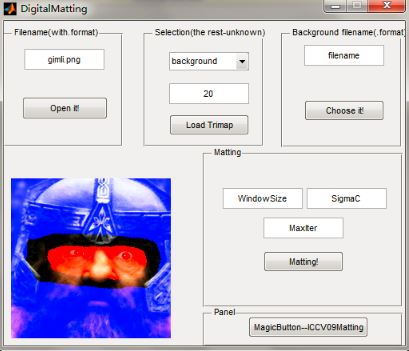 DigitalMatting
Filename(with.format)
gimli.png
Open it!
Selection(the rest-unknown)
background
20
Load Trimap
Background filename(.format)
filename
Choose it!
Matting
WindowSize
SigmaC
MaxIter
Matting!
Panel
MagicButton--ICCV09Matting